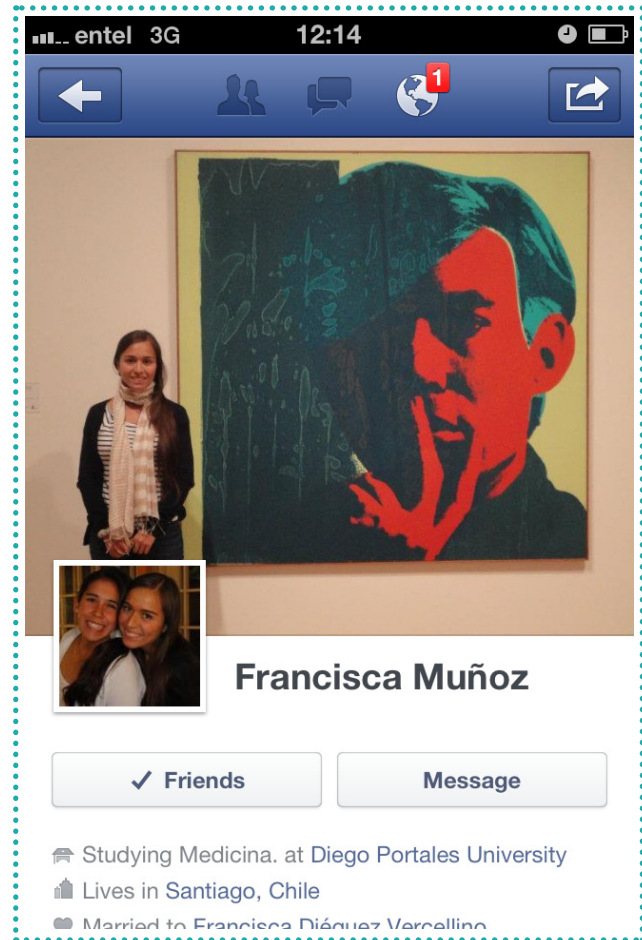 entel 3G 12:14
1
Francisca Muñoz
Friends Message
Studying Medicina. at Diego Portales University
Lives in Santiago, Chile
Married to Francisca Diéguez Vercellino